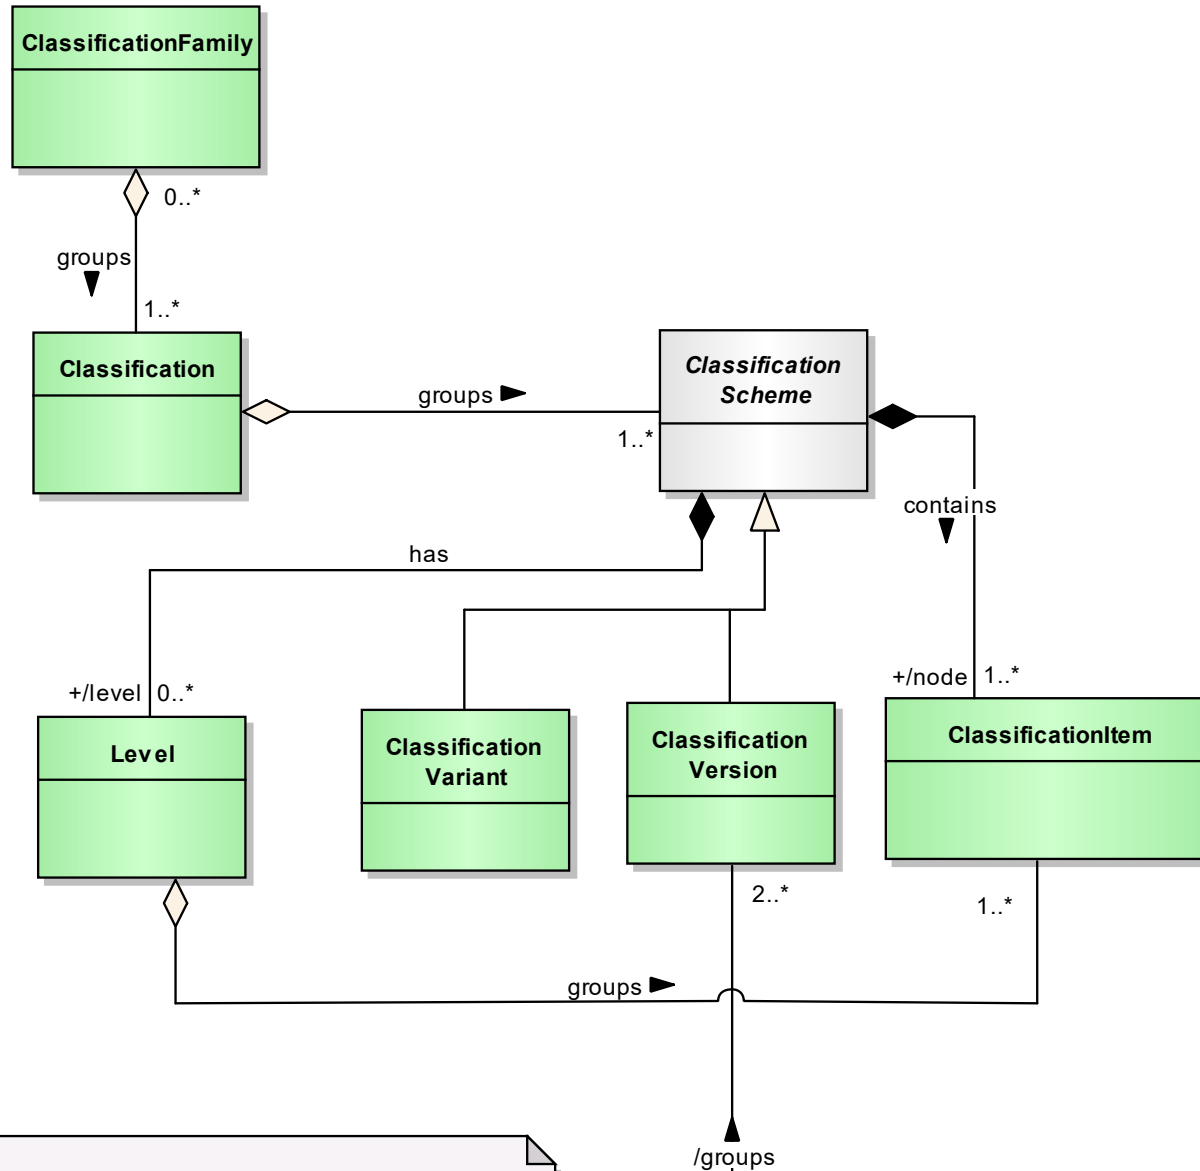 ClassificationFamily
0..*
groups
1..*
Classification
groups
1..*
Classification
Scheme
contains
has
+/level
0..*
+/node
1..*
Level
Classification
Variant
Classification
Version
ClassificationItem
2..*
1..*
groups
/groups